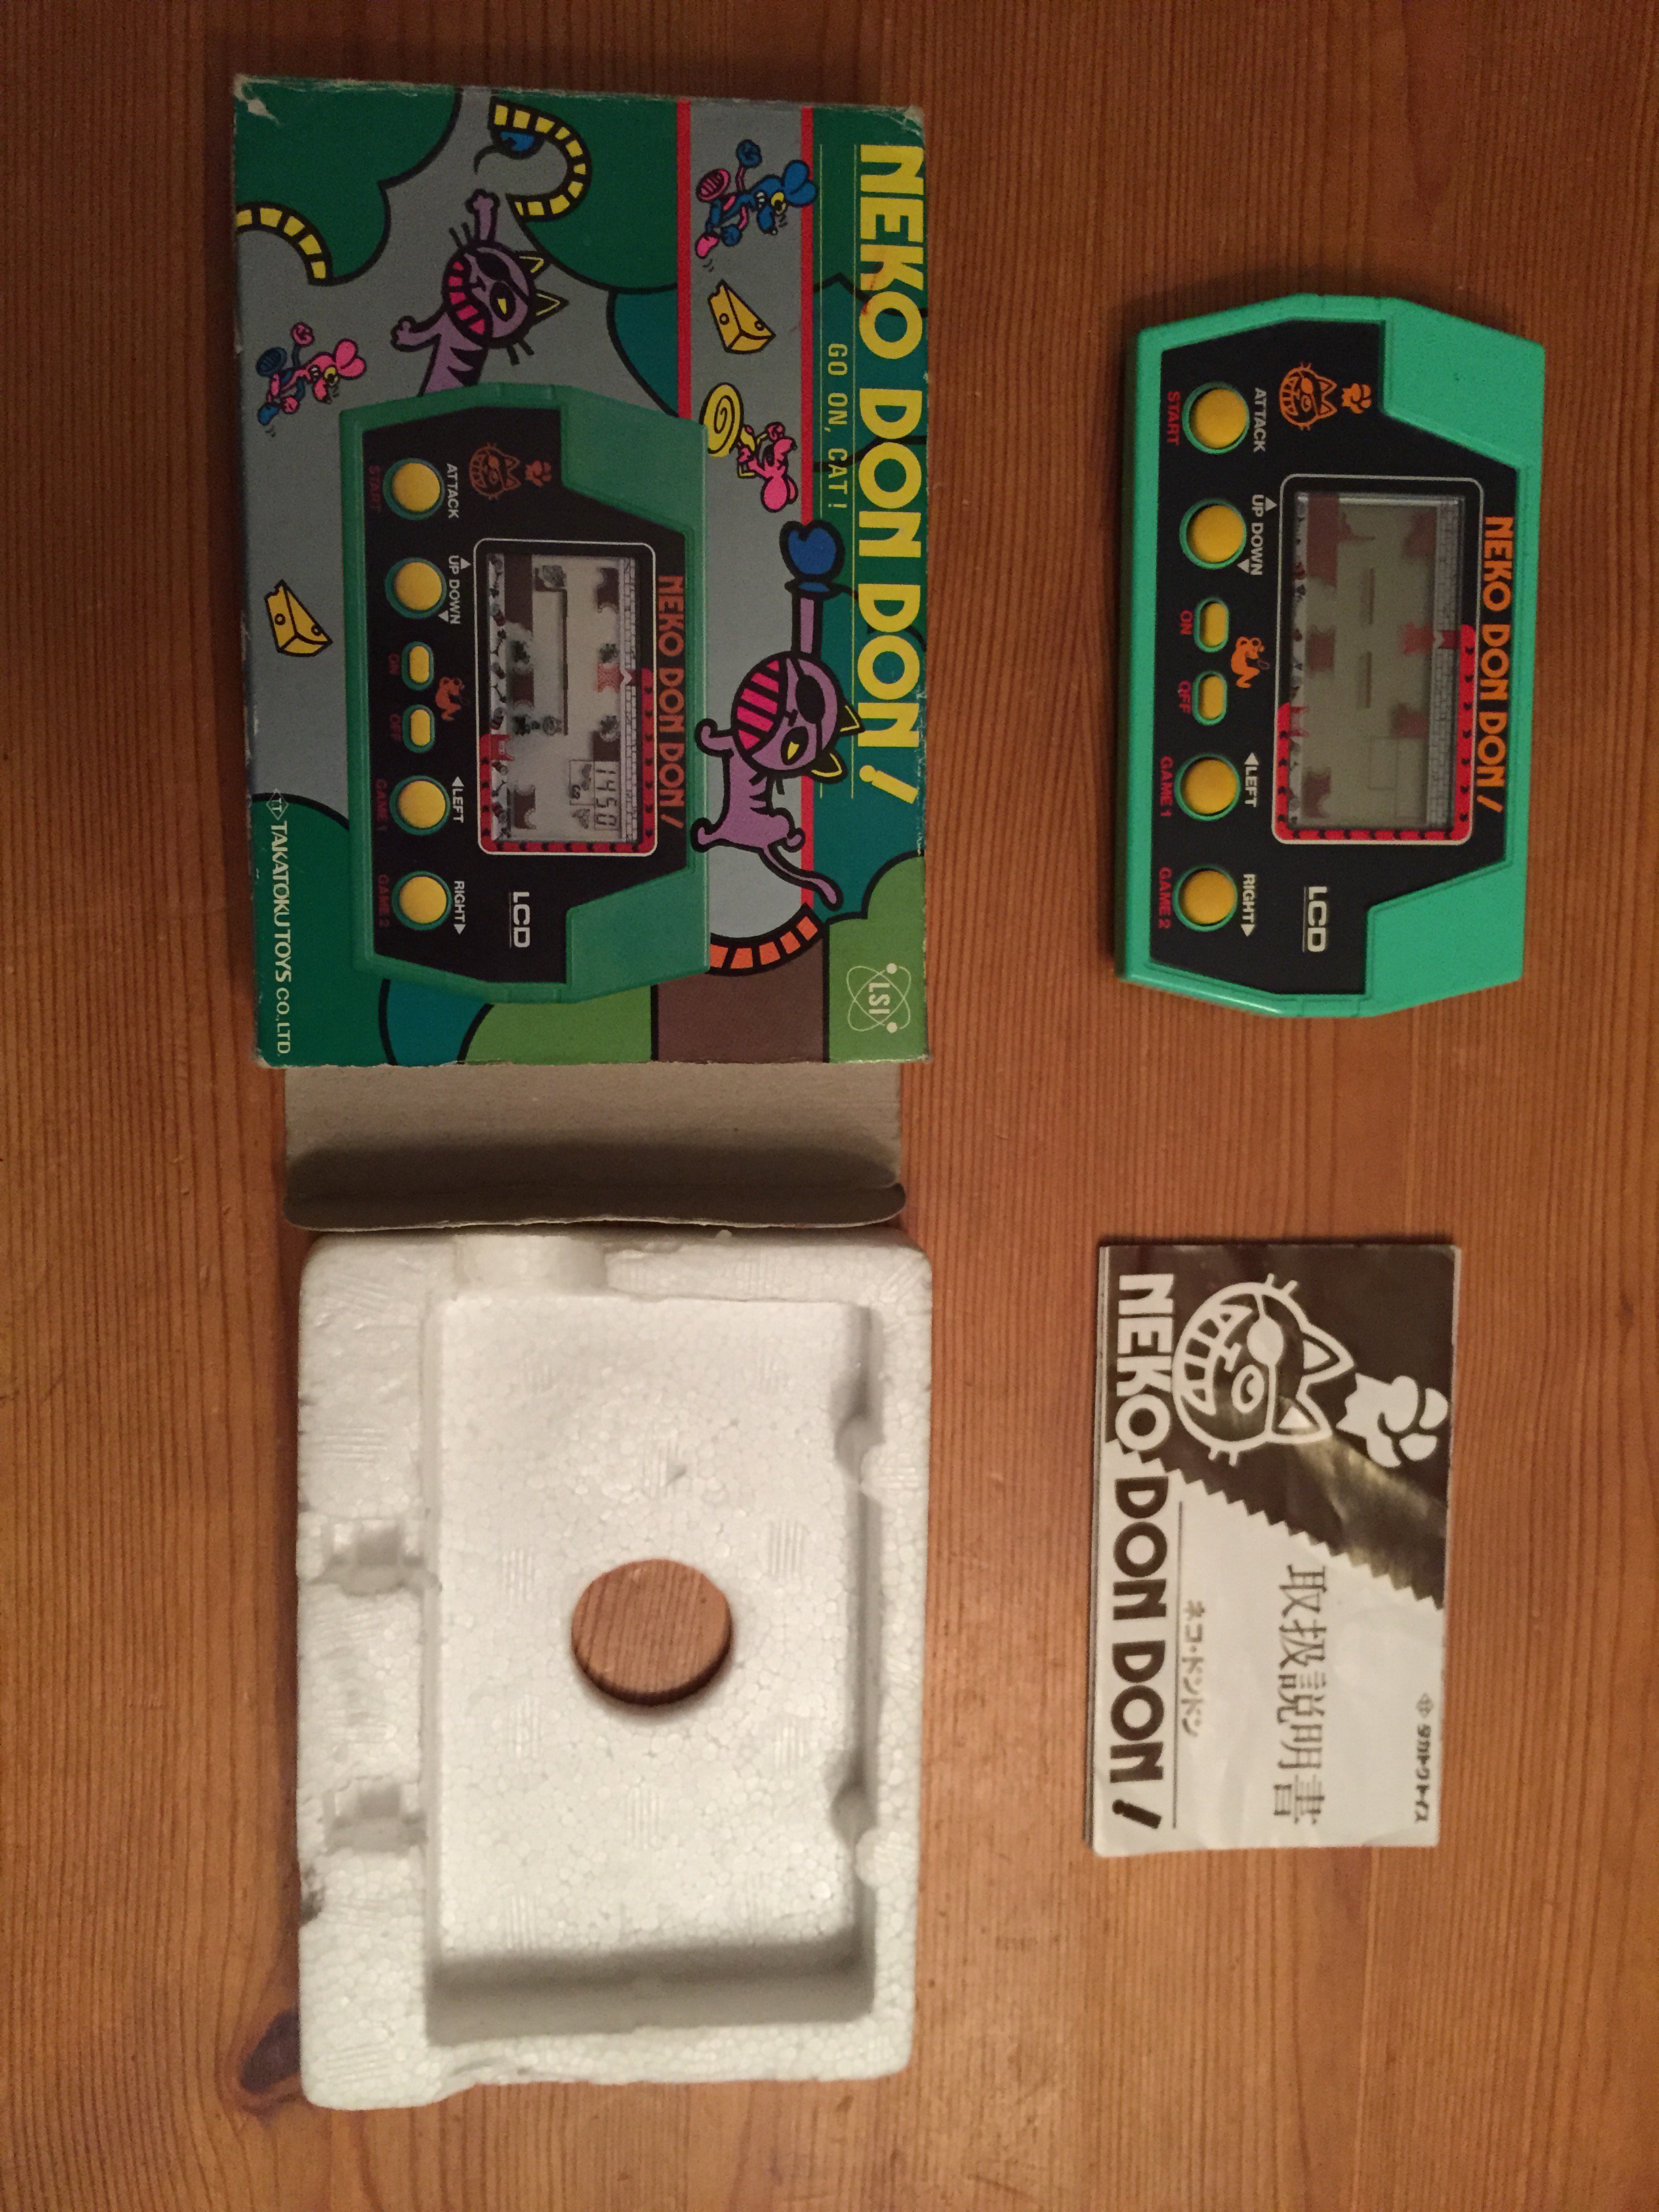 NEKO DON DON!
GO ON, CAT!
LSI
NEKO DON DON!
1450
LCD
ATTACK
▲UP DOWN▼
◀LEFT
RIGHT▶
START
ON
OFF
GAME 1
GAME 2
TT TAKATOKU TOYS CO., LTD.
NEKO DON DON!
LCD
ATTACK
▲UP DOWN▼
◀LEFT
RIGHT▶
START
ON
OFF
GAME 1
GAME 2
タカトクトイス
取扱説明書
ネコ・ドンドン
NEKO DON DON!